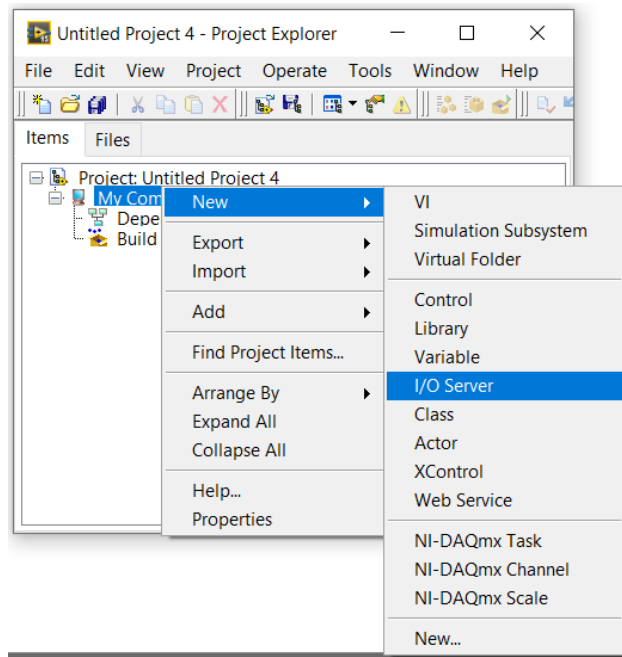 Untitled Project 4 - Project Explorer
File Edit View Project Operate Tools Window Help
Items Files
Project: Untitled Project 4
My Com
Depe
Build
New
Export
Import
Add
Find Project Items...
Arrange By
Expand All
Collapse All
Help...
Properties
VI
Simulation Subsystem
Virtual Folder
Control
Library
Variable
I/O Server
Class
Actor
XControl
Web Service
NI-DAQmx Task
NI-DAQmx Channel
NI-DAQmx Scale
New...